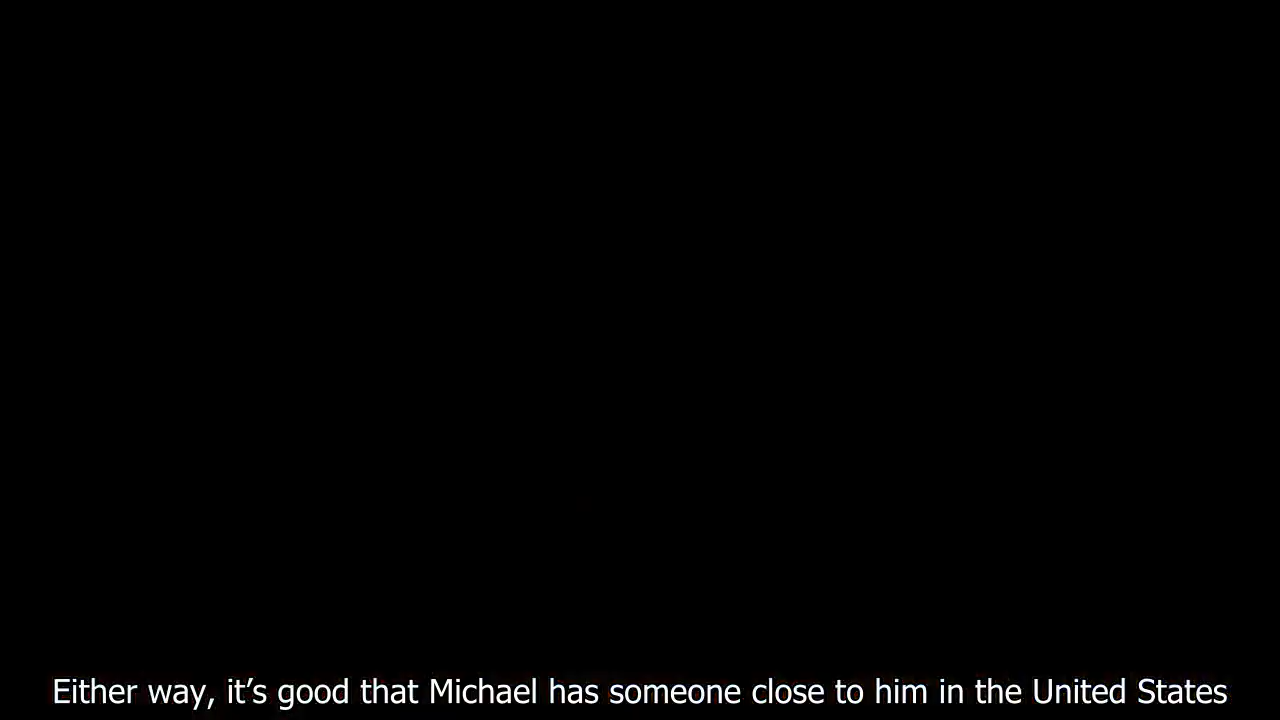 Either way, it’s good that Michael has someone close to him in the United States